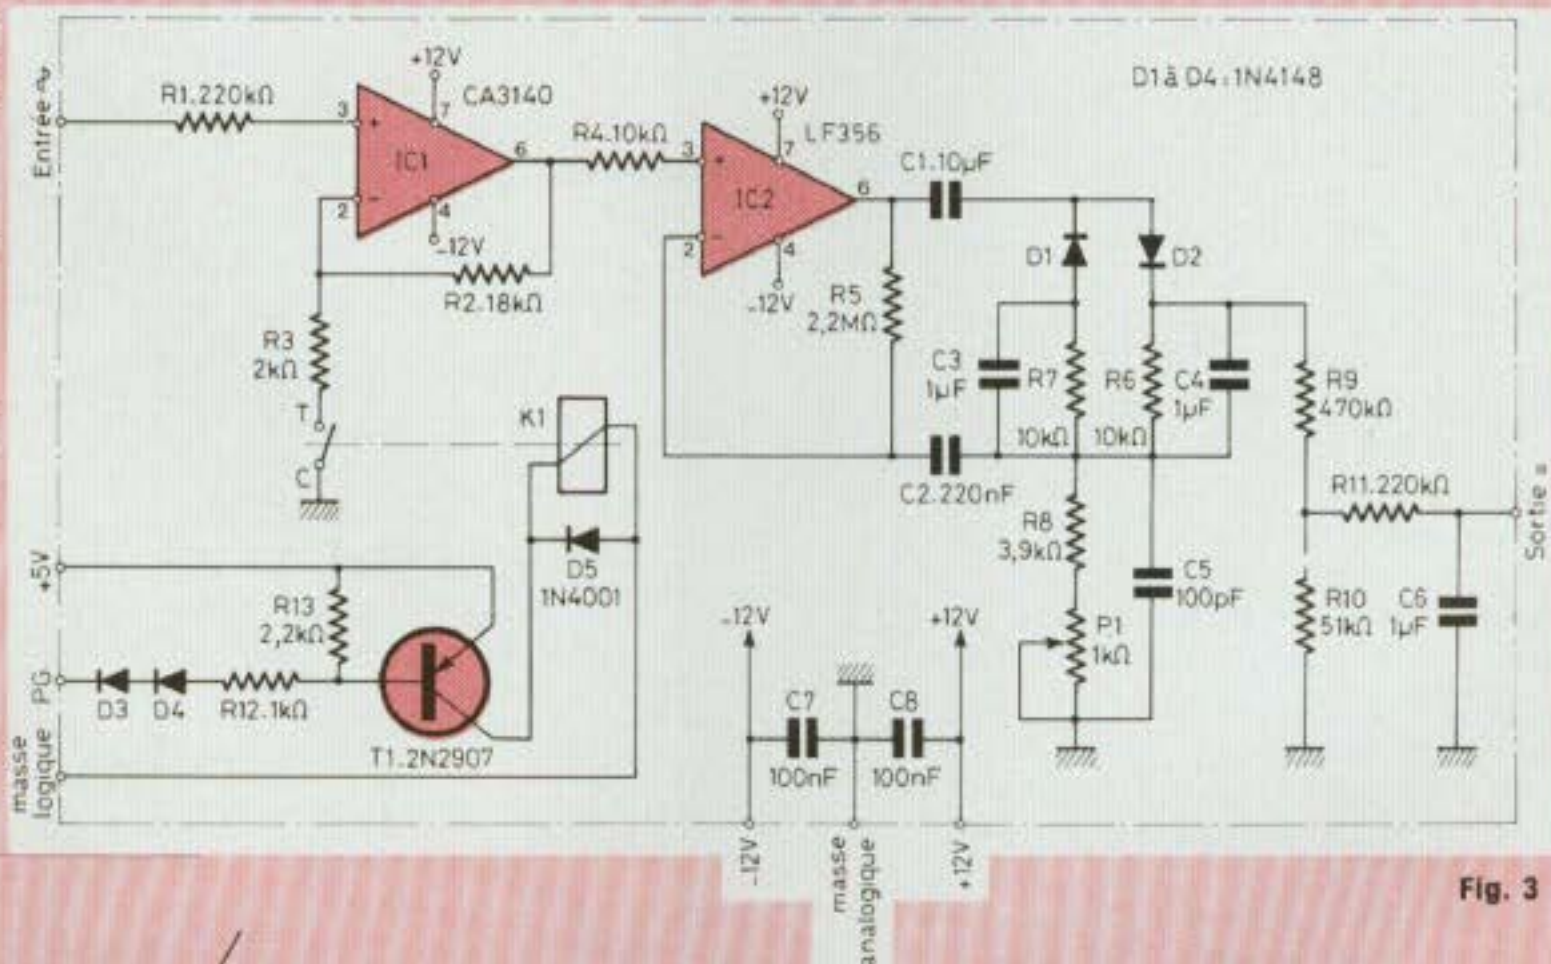 Entrée ~
R1.220kΩ
+12V
CA3140
3
+
7
IC1
6
2
−
4
-12V
R2.18kΩ
R3
2kΩ
T
C
K1
R4.10kΩ
+12V
LF356
3
+
7
IC2
6
2
−
4
-12V
R5
2,2MΩ
C1.10µF
D1 à D4 : 1N4148
D1
D2
C3
1µF
R7
10kΩ
R6
10kΩ
C4
1µF
R9
470kΩ
C2.220nF
R8
3,9kΩ
R11.220kΩ
Sortie =
C5
100pF
P1
1kΩ
R10
51kΩ
C6
1µF
+5V
R13
2,2kΩ
D5
1N4001
PG
D3
D4
R12.1kΩ
T1.2N2907
masse
logique
-12V
+12V
C7
100nF
C8
100nF
-12V
masse
analogique
+12V
Fig. 3